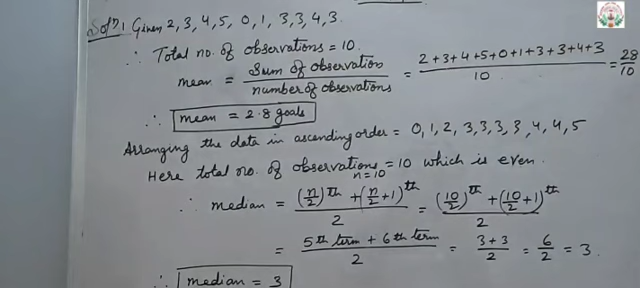 Sol^n. 1 Given 2, 3, 4, 5, 0, 1, 3, 3, 4, 3.
∴ Total no. of observations = 10.
mean = Sum of observation / number of observations = 2+3+4+5+0+1+3+3+4+3 / 10 = 28/10
∴ mean = 2.8 goals
Arranging the data in ascending order = 0, 1, 2, 3, 3, 3, 3, 4, 4, 5
Here total no. of observations = 10 which is even.
n=10
∴ median = (n/2)^th + (n/2 + 1)^th / 2 = (10/2)^th + (10/2 + 1)^th / 2
= 5th term + 6th term / 2 = 3+3 / 2 = 6/2 = 3.
∴ median = 3